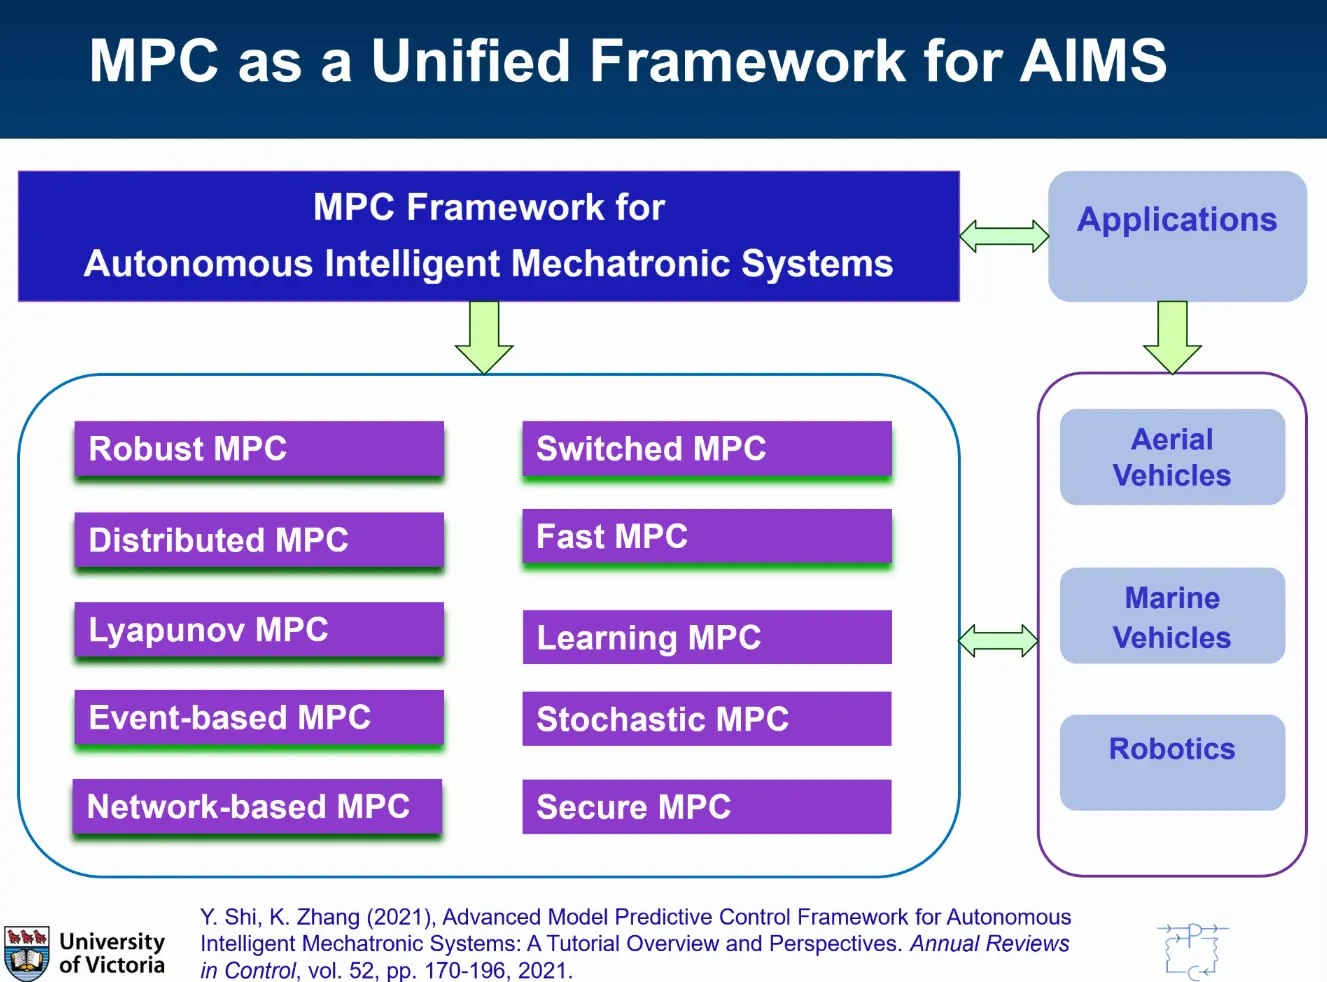 MPC as a Unified Framework for AIMS
MPC Framework for
Autonomous Intelligent Mechatronic Systems
Applications
Robust MPC
Distributed MPC
Lyapunov MPC
Event-based MPC
Network-based MPC
Switched MPC
Fast MPC
Learning MPC
Stochastic MPC
Secure MPC
Aerial
Vehicles
Marine
Vehicles
Robotics
Y. Shi, K. Zhang (2021), Advanced Model Predictive Control Framework for Autonomous
Intelligent Mechatronic Systems: A Tutorial Overview and Perspectives. Annual Reviews
in Control, vol. 52, pp. 170-196, 2021.
University
of Victoria
P
C